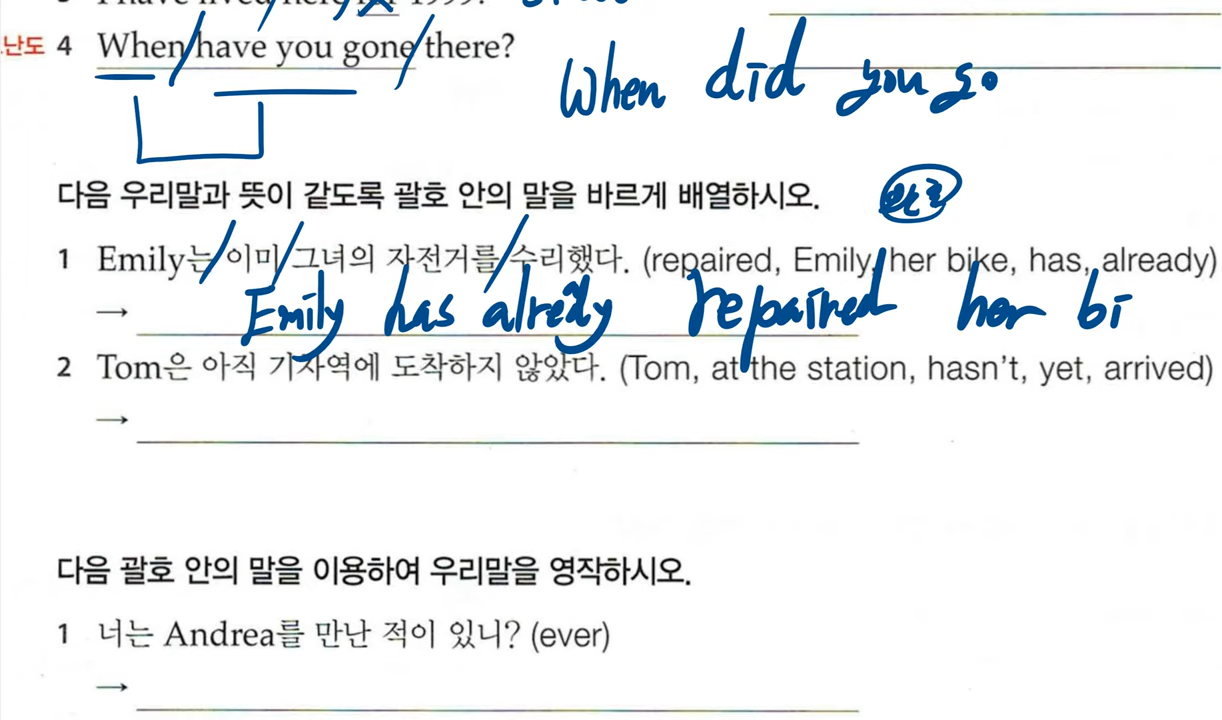 3 I have lived here for 1999.
난도 4 When have you gone there?
When did you go
다음 우리말과 뜻이 같도록 괄호 안의 말을 바르게 배열하시오. 완료
1 Emily는 이미 그녀의 자전거를 수리했다. (repaired, Emily, her bike, has, already)
→ Emily has alredy repaired her bi
2 Tom은 아직 기차역에 도착하지 않았다. (Tom, at the station, hasn't, yet, arrived)
→
다음 괄호 안의 말을 이용하여 우리말을 영작하시오.
1 너는 Andrea를 만난 적이 있니? (ever)
→